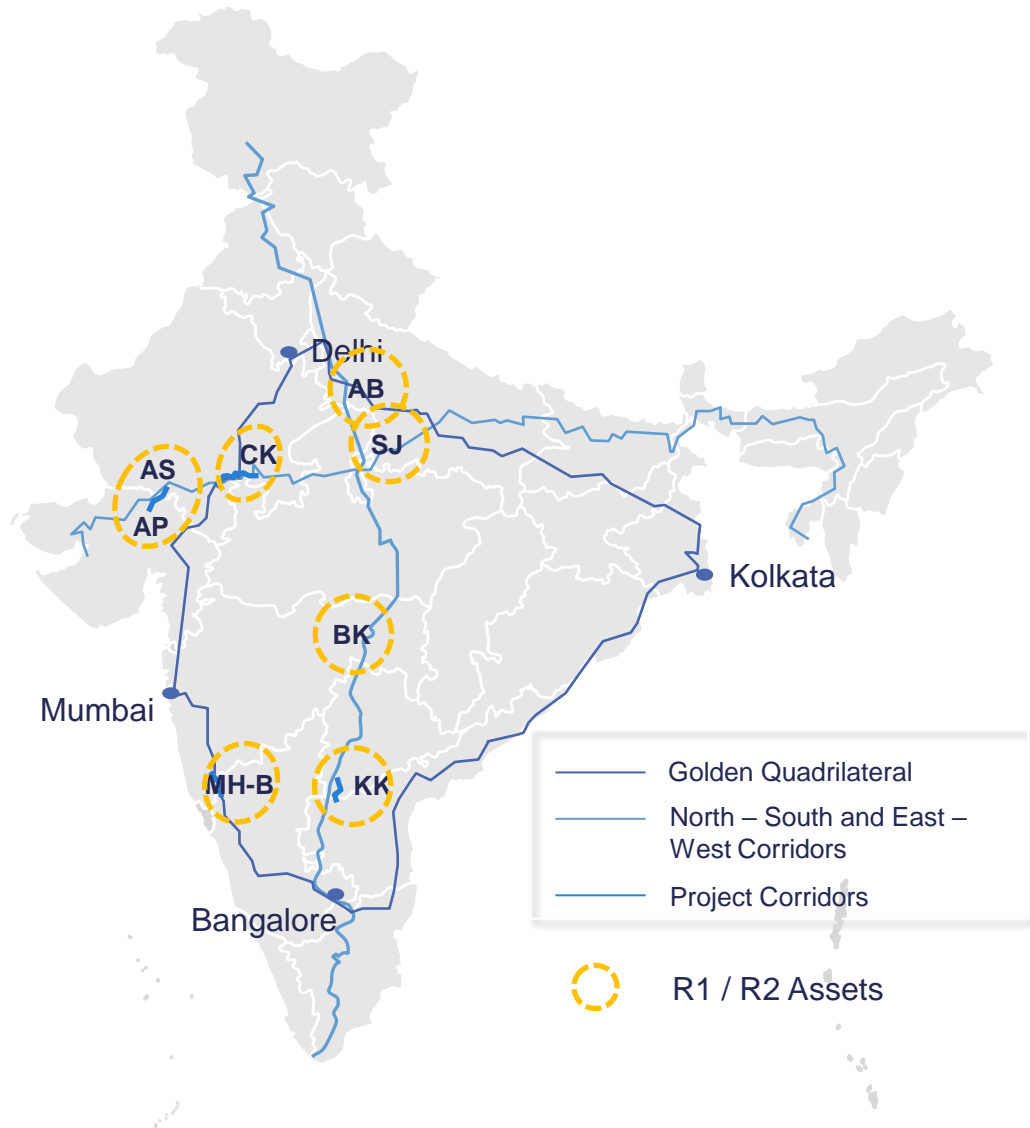 Delhi
AB
SJ
CK
AS
AP
Kolkata
BK
Mumbai
MH-B
KK
Bangalore
Golden Quadrilateral
North – South and East –
West Corridors
Project Corridors
R1 / R2 Assets